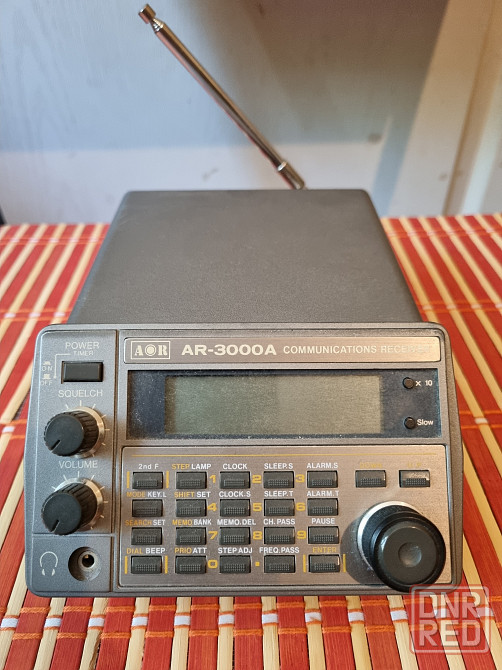 POWER
TIMER
ON
OFF
SQUELCH
VOLUME
AOR AR-3000A COMMUNICATIONS RECEIVER
× 10
Slow
2nd F STEP LAMP CLOCK SLEEP.S ALARM.S
1 2 3
MODE KEY.L SHIFT SET CLOCK.S SLEEP.T ALARM.T
4 5 6
SEARCH SET MEMO.BANK MEMO.DEL CH.PASS PAUSE
7 8 9
DIAL BEEP PRIO ATT STEP ADJ FREQ.PASS ENTER
0 .
DNR
RED